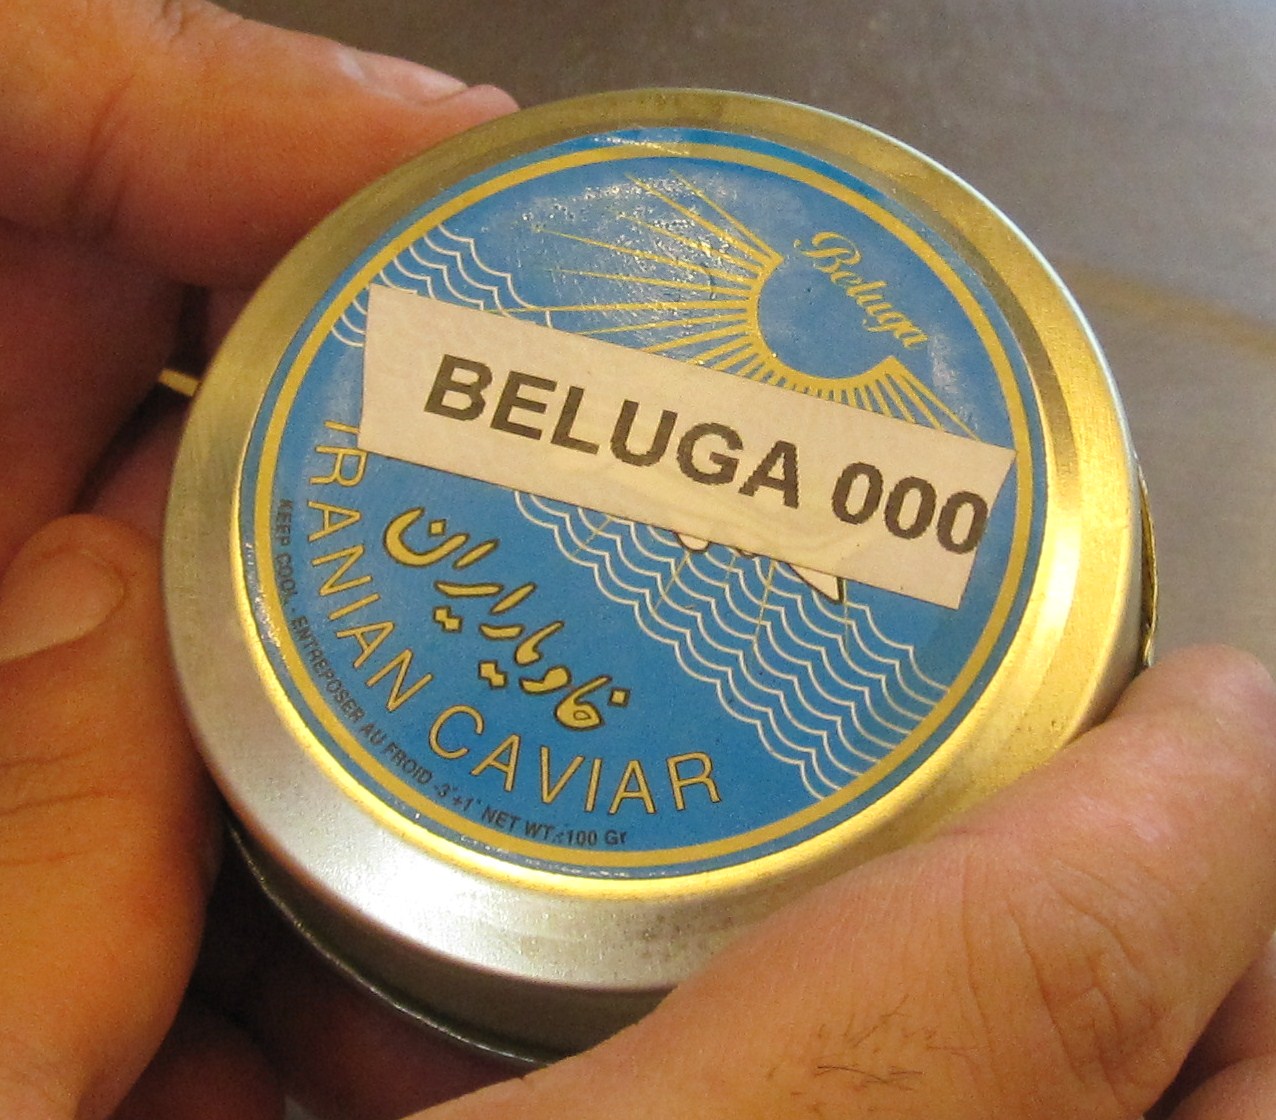 Beluga
BELUGA 000
خاویار ایران
IRANIAN CAVIAR
KEEP COOL - ENTREPOSER AU FROID -3°+1° NET WT.: 100 Gr